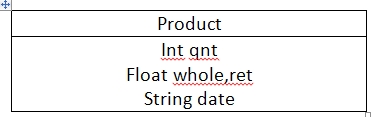 Product
Int qnt
Float whole,ret
String date